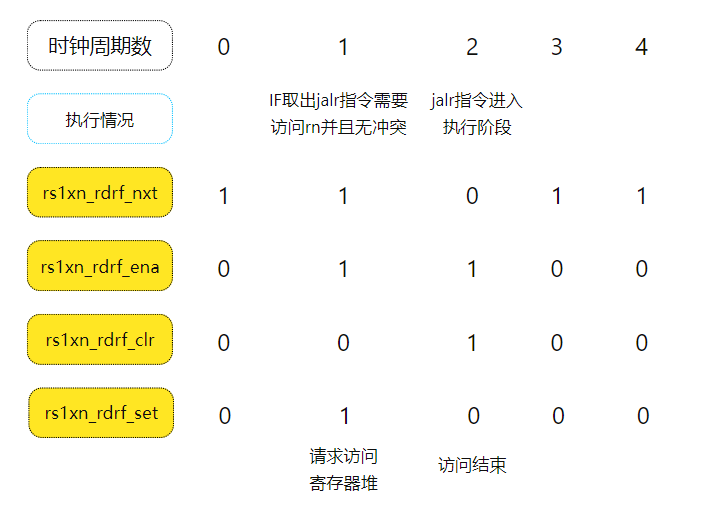 时钟周期数 0 1 2 3 4
执行情况
IF取出jalr指令需要
访问rn并且无冲突
jalr指令进入
执行阶段
rs1xn_rdrf_nxt 1 1 0 1 1
rs1xn_rdrf_ena 0 1 1 0 0
rs1xn_rdrf_clr 0 0 1 0 0
rs1xn_rdrf_set 0 1 0 0 0
请求访问
寄存器堆
访问结束